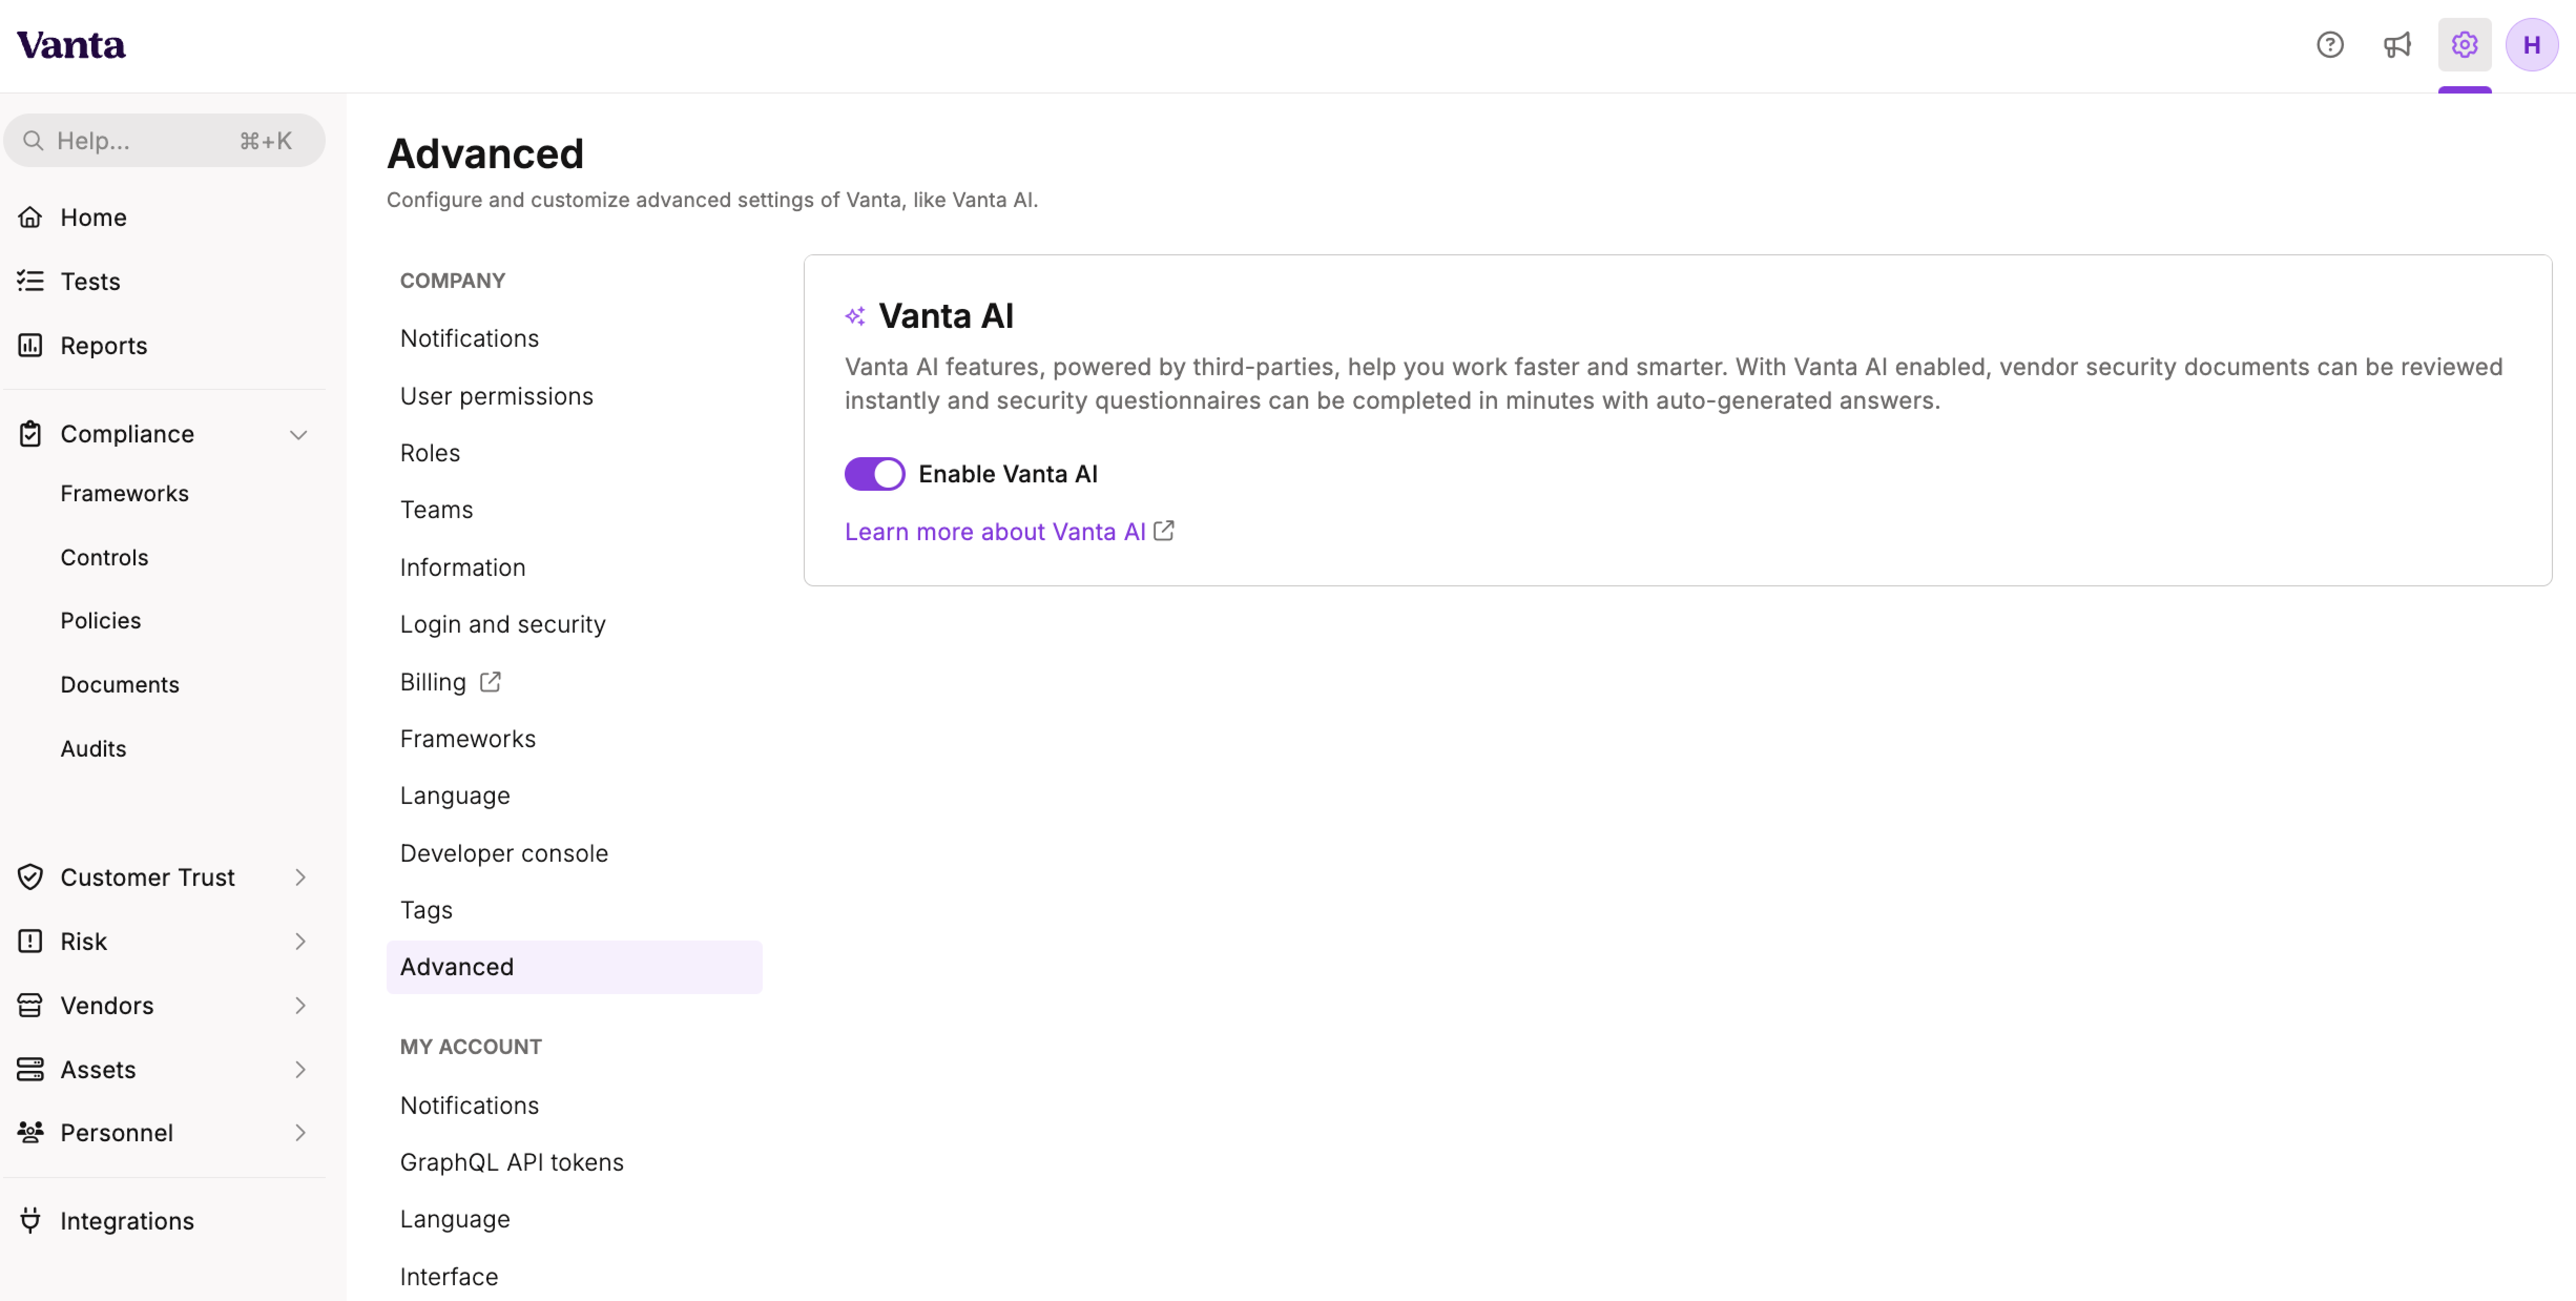 Vanta
H
Help... ⌘+K
Home
Tests
Reports
Compliance
Frameworks
Controls
Policies
Documents
Audits
Customer Trust
Risk
Vendors
Assets
Personnel
Integrations
Advanced
Configure and customize advanced settings of Vanta, like Vanta AI.
COMPANY
Notifications
User permissions
Roles
Teams
Information
Login and security
Billing
Frameworks
Language
Developer console
Tags
Advanced
MY ACCOUNT
Notifications
GraphQL API tokens
Language
Interface
Vanta AI
Vanta AI features, powered by third-parties, help you work faster and smarter. With Vanta AI enabled, vendor security documents can be reviewed
instantly and security questionnaires can be completed in minutes with auto-generated answers.
Enable Vanta AI
Learn more about Vanta AI